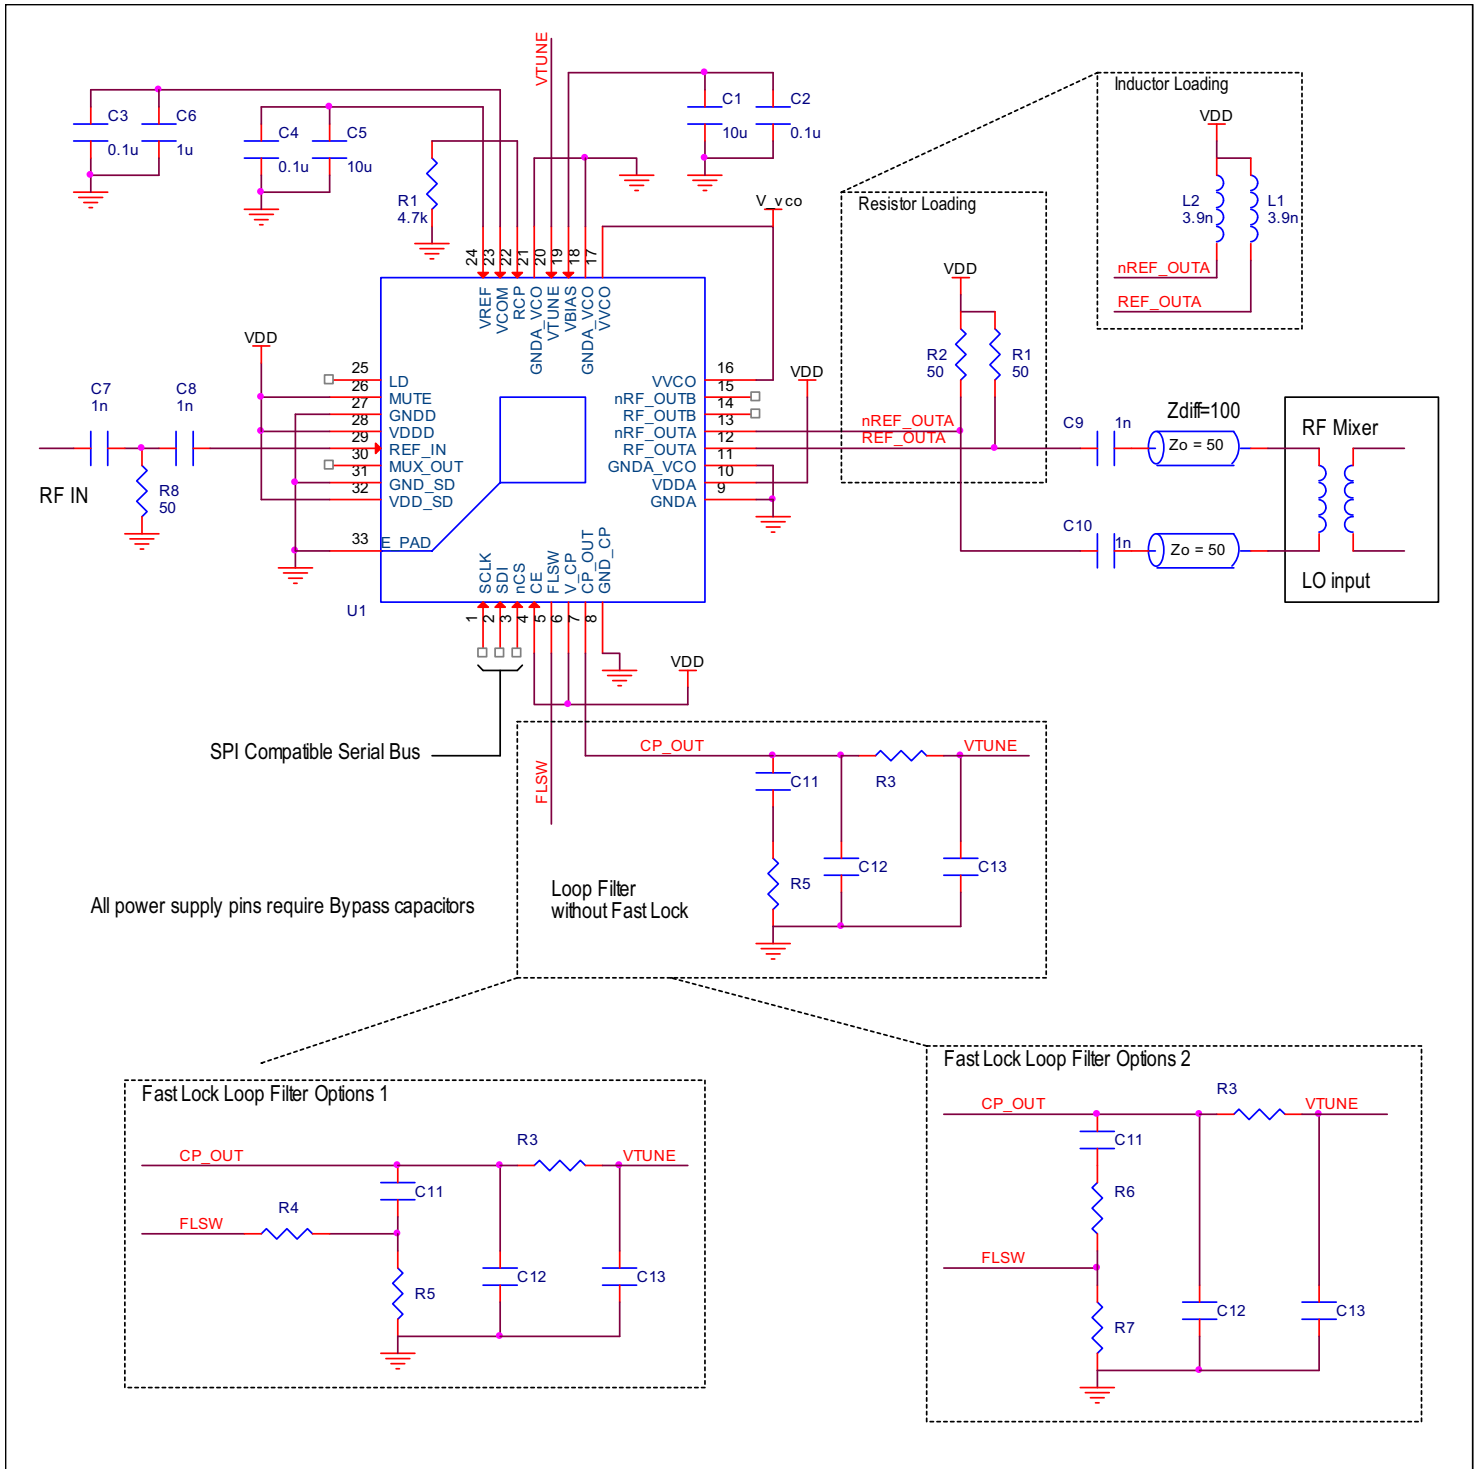 VTUNE
C3
0.1u
C6
1u
C4
0.1u
C5
10u
C1
10u
C2
0.1u
R1
4.7k
V_vco
Inductor Loading
VDD
L2
3.9n
L1
3.9n
nREF_OUTA
REF_OUTA
Resistor Loading
VDD
R2
50
R1
50
24
23
22
21
20
19
18
17
VREF
VCOM
RCP
GNDA_VCO
VTUNE
VBIAS
GNDA_VCO
VVCO
VDD
C7
1n
C8
1n
RF IN
R8
50
25 LD
26 MUTE
27 GNDD
28 VDDD
29 REF_IN
30 MUX_OUT
31 GND_SD
32 VDD_SD
33 E_PAD
VVCO 16
nRF_OUTB 15
RF_OUTB 14
nRF_OUTA 13
RF_OUTA 12
GNDA_VCO 11
VDDA 10
GNDA 9
VDD
nREF_OUTA
REF_OUTA
C9
1n
Zdiff=100
Zo = 50
C10
1n
Zo = 50
RF Mixer
LO input
U1
SCLK
SDI
nCS
CE
FLSW
V_CP
CP_OUT
GND_CP
1
2
3
4
5
6
7
8
VDD
SPI Compatible Serial Bus
FLSW
CP_OUT
VTUNE
C11
R3
R5
C12
C13
Loop Filter
without Fast Lock
All power supply pins require Bypass capacitors
Fast Lock Loop Filter Options 1
CP_OUT
R3
VTUNE
C11
FLSW
R4
R5
C12
C13
Fast Lock Loop Filter Options 2
CP_OUT
R3
VTUNE
C11
R6
FLSW
R7
C12
C13